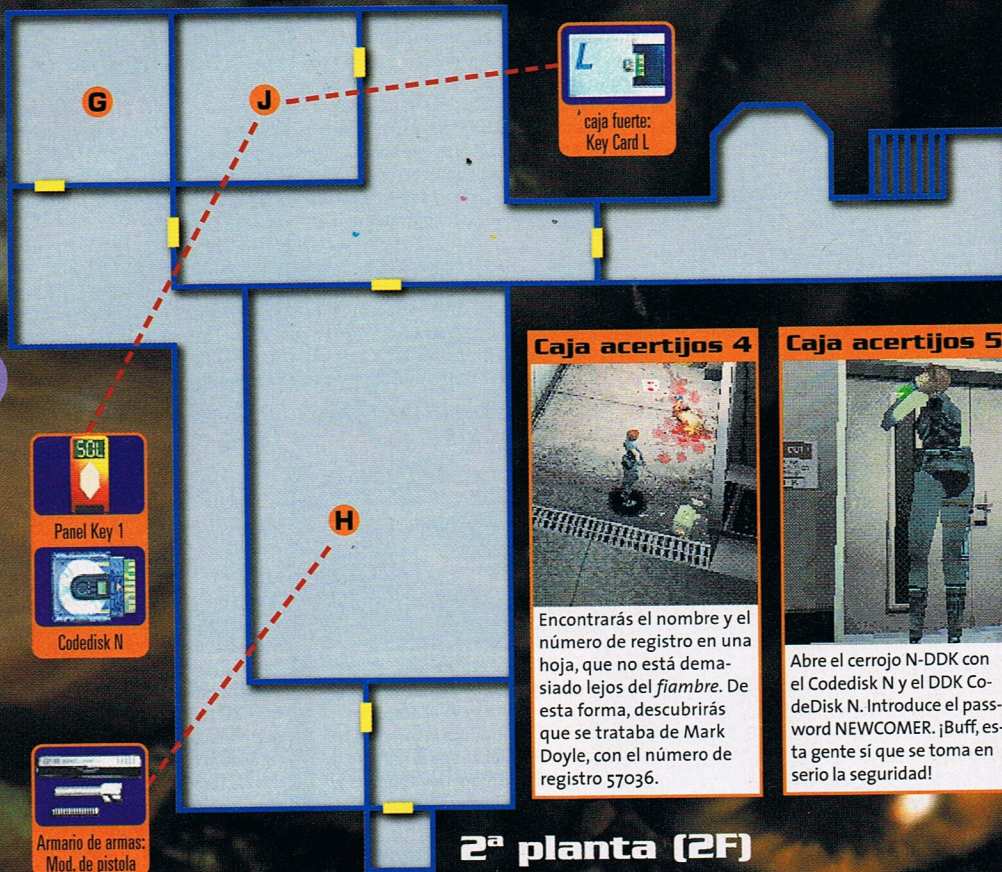 G
J
L
caja fuerte:
Key Card L
SOL
Panel Key 1
Codedisk N
H
Armario de armas:
Mod. de pistola
Caja acertijos 4
Encontrarás el nombre y el
número de registro en una
hoja, que no está dema-
siado lejos del fiambre. De
esta forma, descubrirás
que se trataba de Mark
Doyle, con el número de
registro 57036.
Caja acertijos 5
OUT
Abre el cerrojo N-DDK con
el Codedisk N y el DDK Co-
deDisk N. Introduce el pass-
word NEWCOMER. ¡Buff, es-
ta gente sí que se toma en
serio la seguridad!
2ª planta (2F)